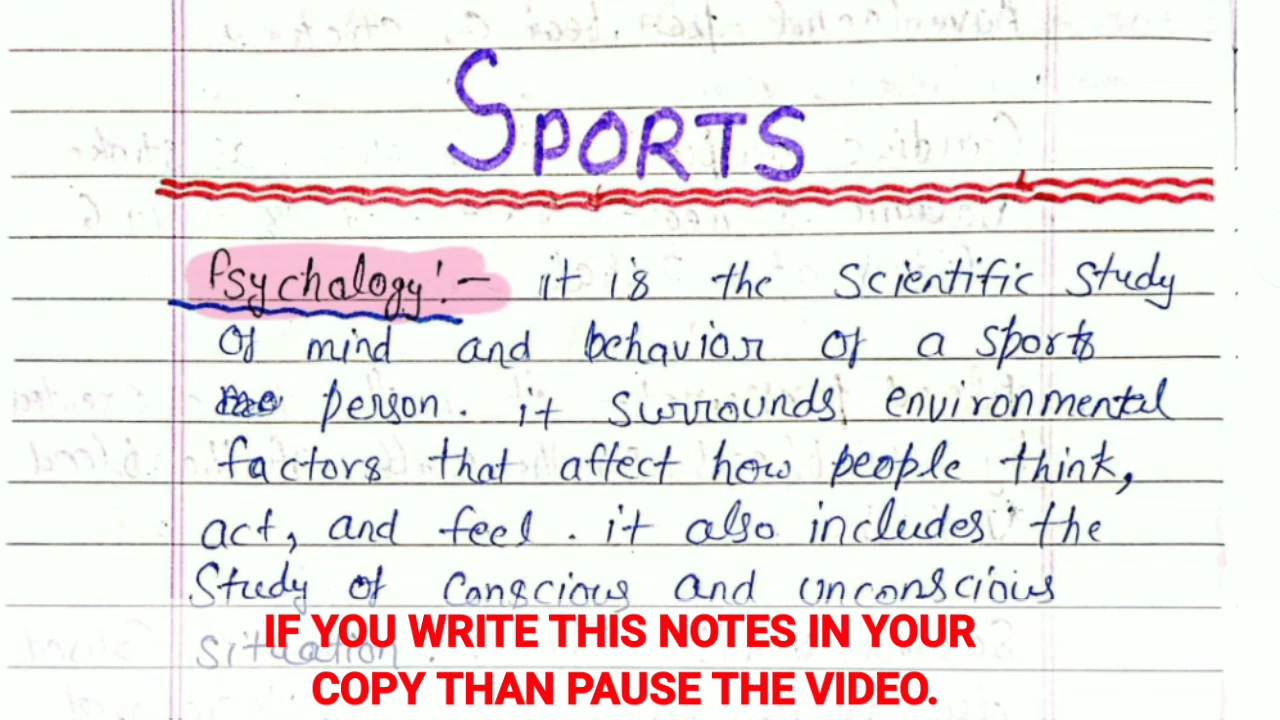 SPORTS
Psychology:- it is the Scientific Study
Of mind and behavior of a sports
person. it surrounds environmental
factors that affect how people think,
act, and feel. it also includes the
Study of Conscious and unconscious
situation.
IF YOU WRITE THIS NOTES IN YOUR
COPY THAN PAUSE THE VIDEO.